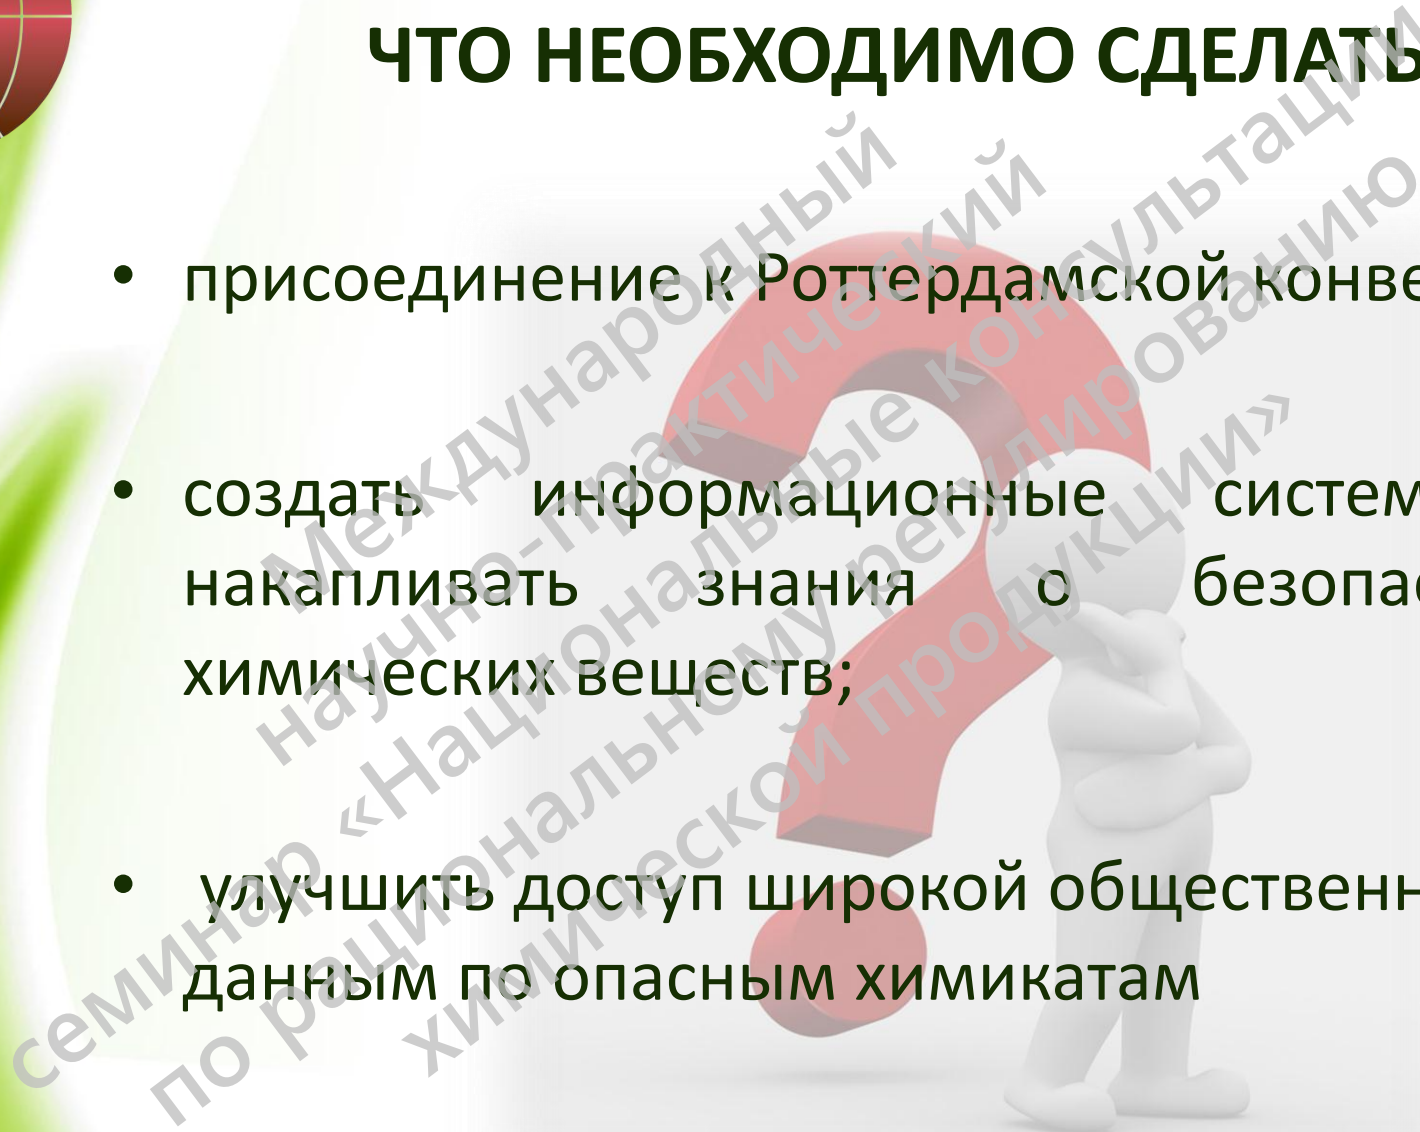 ЧТО НЕОБХОДИМО СДЕЛАТЬ
• присоединение к Роттердамской конве
• создать информационные систем
накапливать знания о безопас
химических веществ;
• улучшить доступ широкой общественн
данным по опасным химикатам
Международный
научно-практический
семинар «Национальные консультации
по рациональному регулированию
химической продукции»